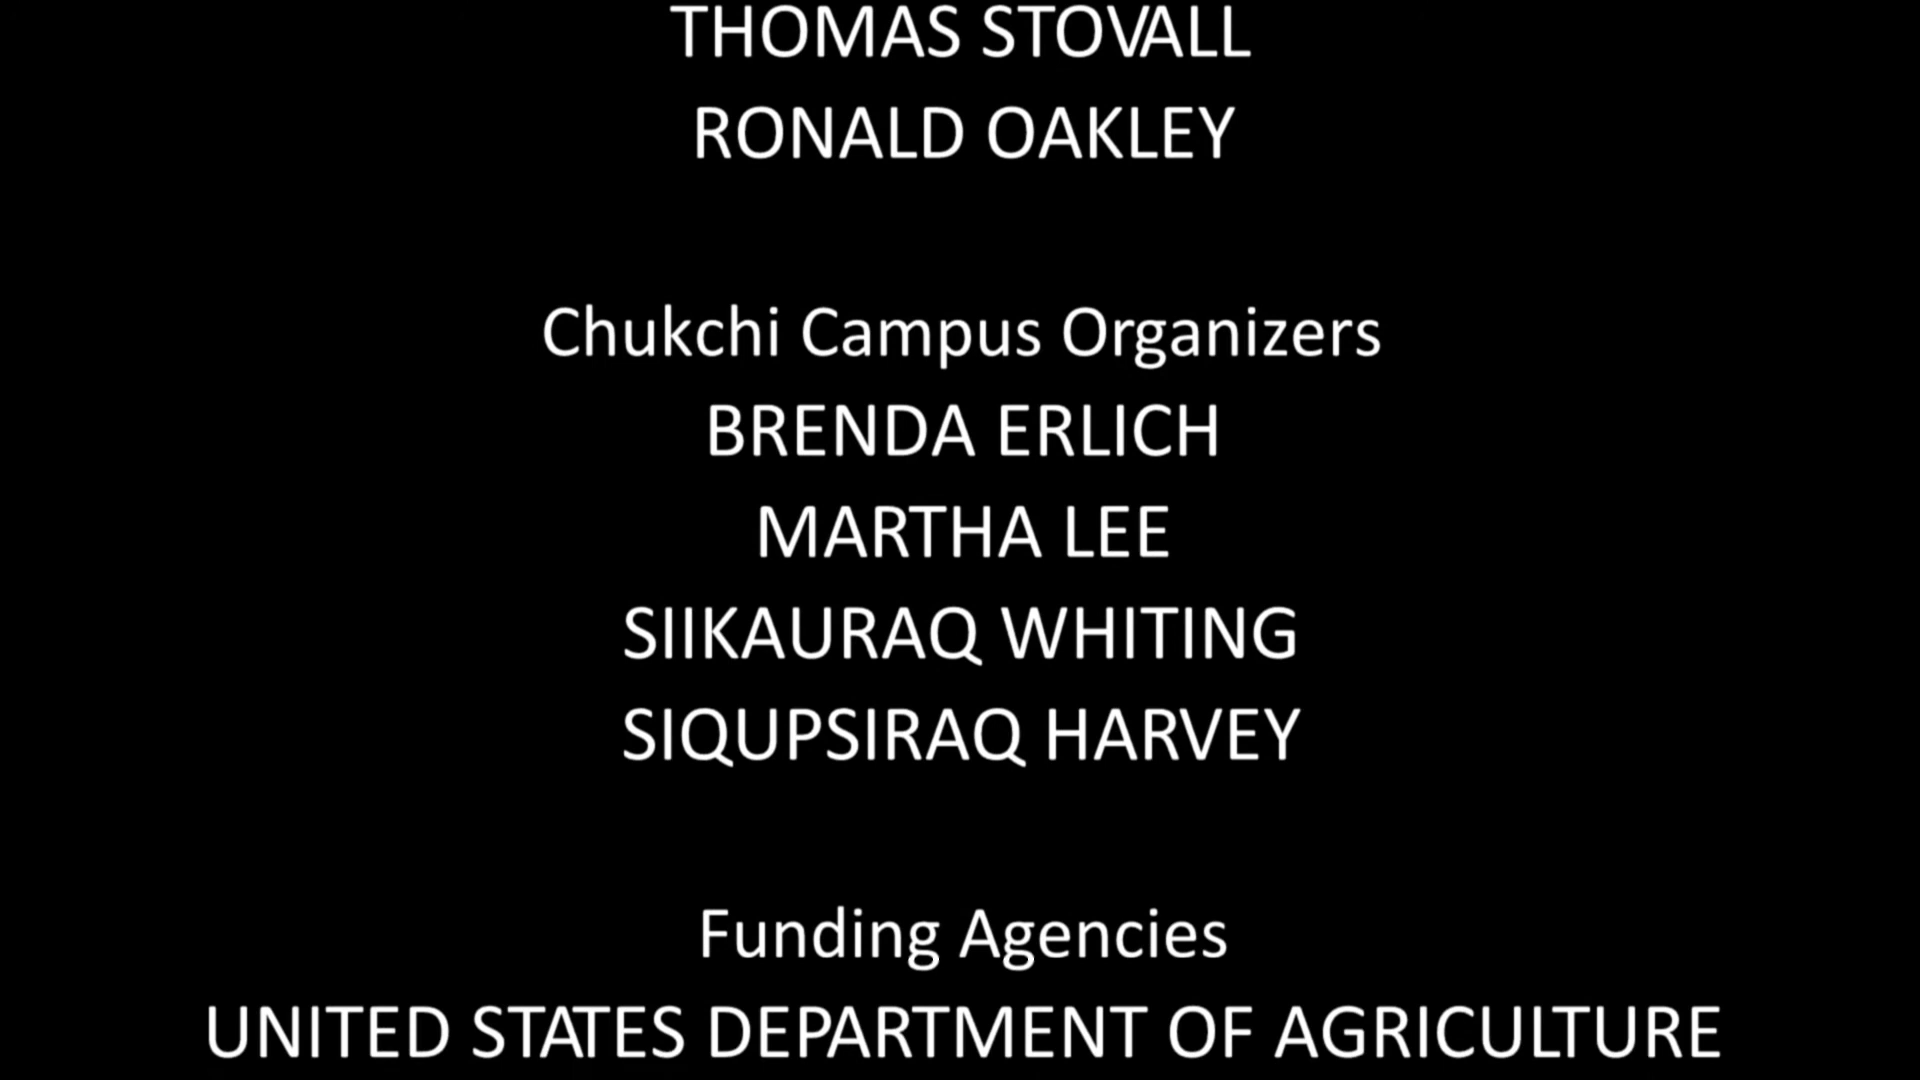 THOMAS STOVALL
RONALD OAKLEY
Chukchi Campus Organizers
BRENDA ERLICH
MARTHA LEE
SIIKAURAQ WHITING
SIQUPSIRAQ HARVEY
Funding Agencies
UNITED STATES DEPARTMENT OF AGRICULTURE